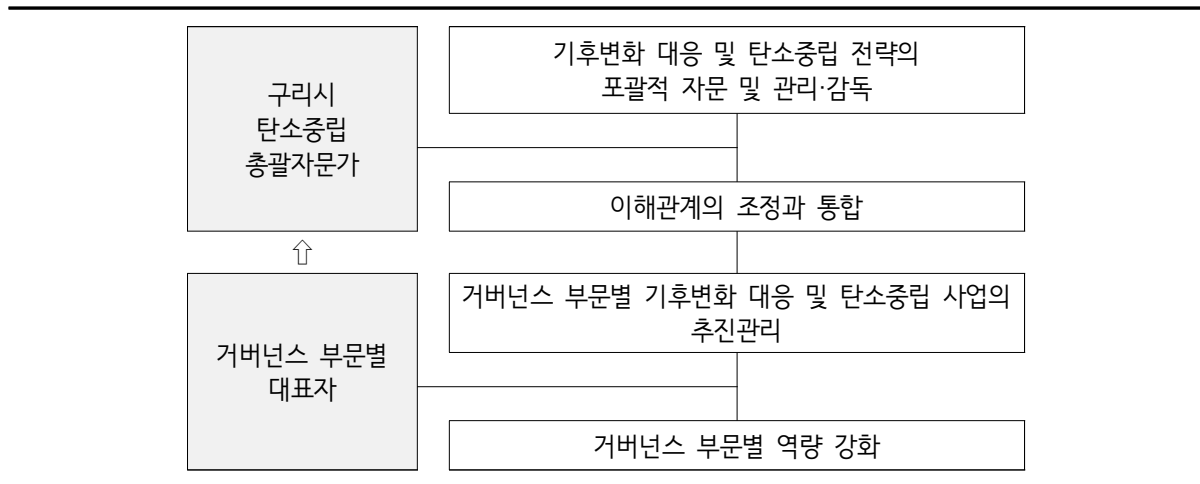 구리시
탄소중립
총괄자문가
기후변화 대응 및 탄소중립 전략의
포괄적 자문 및 관리·감독
이해관계의 조정과 통합
⇧
거버넌스 부문별
대표자
거버넌스 부문별 기후변화 대응 및 탄소중립 사업의
추진관리
거버넌스 부문별 역량 강화